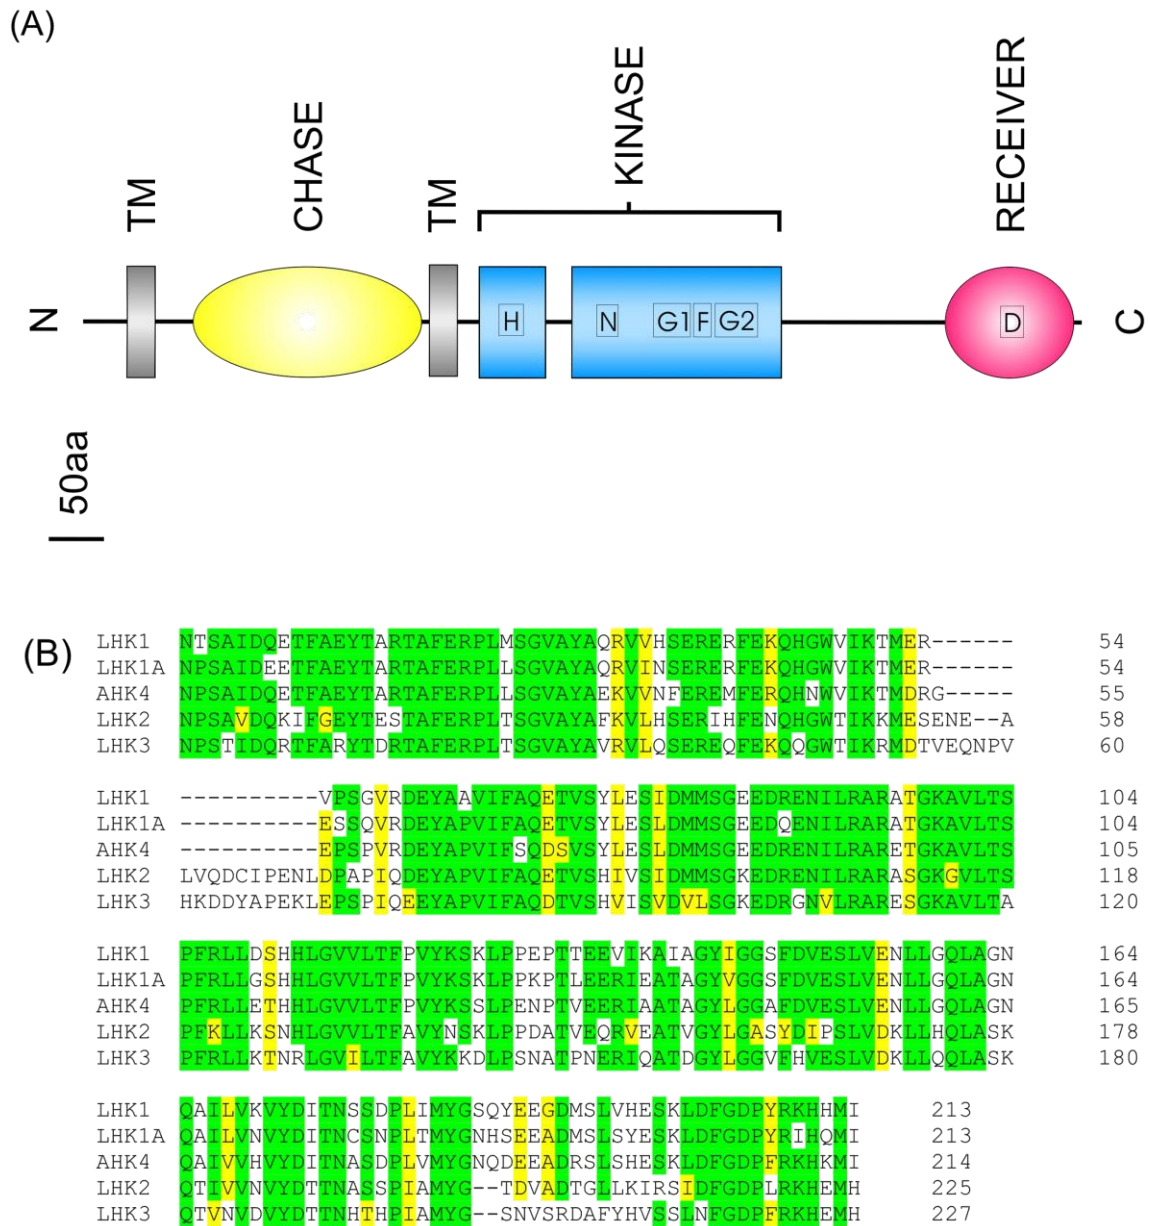 (A)
TM
CHASE
TM
KINASE
RECEIVER
N
H
N
G1
F
G2
D
C
50aa
(B)
LHK1 NTSAIDQETFAEYTARTAFERPLMSGVAYAQRVVHSERERFEKQHGWVIKTMER------ 54
LHK1A NPSAIDEETFAEYTARTAFERPLLSGVAYAQRVINSERERFEKQHGWVIKTMER------ 54
AHK4 NPSAIDQETFAEYTARTAFERPLLSGVAYAEKVVNFEREMFERQHNWVIKTMDRG----- 55
LHK2 NPSAVDQKIFGEYTESTAFERPLTSGVAYAFKVLHSERIHFENQHGWTIKKMESENE--A 58
LHK3 NPSTIDQRTFARYTDRTAFERPLTSGVAYAVRVLQSEREQFEKQQGWTIKRMDTVEQNPV 60
LHK1 ----------VPSGVRDEYAAVIFAQETVSYLESIDMMSGEEDRENILRARATGKAVLTS 104
LHK1A ----------ESSQVRDEYAPVIFAQETVSYLESLDMMSGEEDQENILRARATGKAVLTS 104
AHK4 ----------EPSPVRDEYAPVIFSQDSVSYLESLDMMSGEEDRENILRARETGKAVLTS 105
LHK2 LVQDCIPENLDPAPIQDEYAPVIFAQETVSHIVSIDMMSGKEDRENILRARASGKGVLTS 118
LHK3 HKDDYAPEKLEPSPIQEEYAPVIFAQDTVSHVISVDVLSGKEDRGNVLRARESGKAVLTA 120
LHK1 PFRLLDSHHLGVVLTFPVYKSKLPPEPTTEEVIKAIAGYIGGSFDVESLVENLLGQLAGN 164
LHK1A PFRLLGSHHLGVVLTFPVYKSKLPPKPTLEERIEATAGYVGGSFDVESLVENLLGQLAGN 164
AHK4 PFRLLETHHLGVVLTFPVYKSSLPENPTVEERIAATAGYLGGAFDVESLVENLLGQLAGN 165
LHK2 PFKLLKSNHLGVVLTFAVYNSKLPPDATVEQRVEATVGYLGASYDIPSLVDKLLHQLASK 178
LHK3 PFRLLKTNRLGVILTFAVYKKDLPSNATPNERIQATDGYLGGVFHVESLVDKLLQQLASK 180
LHK1 QAILVKVYDITNSSDPLIMYGSQYEEGDMSLVHESKLDFGDPYRKHHMI 213
LHK1A QAILVNVYDITNCSNPLTMYGNHSEEADMSLSYESKLDFGDPYRIHQMI 213
AHK4 QAIVVHVYDITNASDPLVMYGNQDEEADRSLSHESKLDFGDPFRKHKMI 214
LHK2 QTIVVNVYDTTNASSPIAMYG--TDVADTGLLKIRSIDFGDPLRKHEMH 225
LHK3 QTVNVDVYDTTNHTHPIAMYG--SNVSRDAFYHVSSLNFGDPFRKHEMH 227